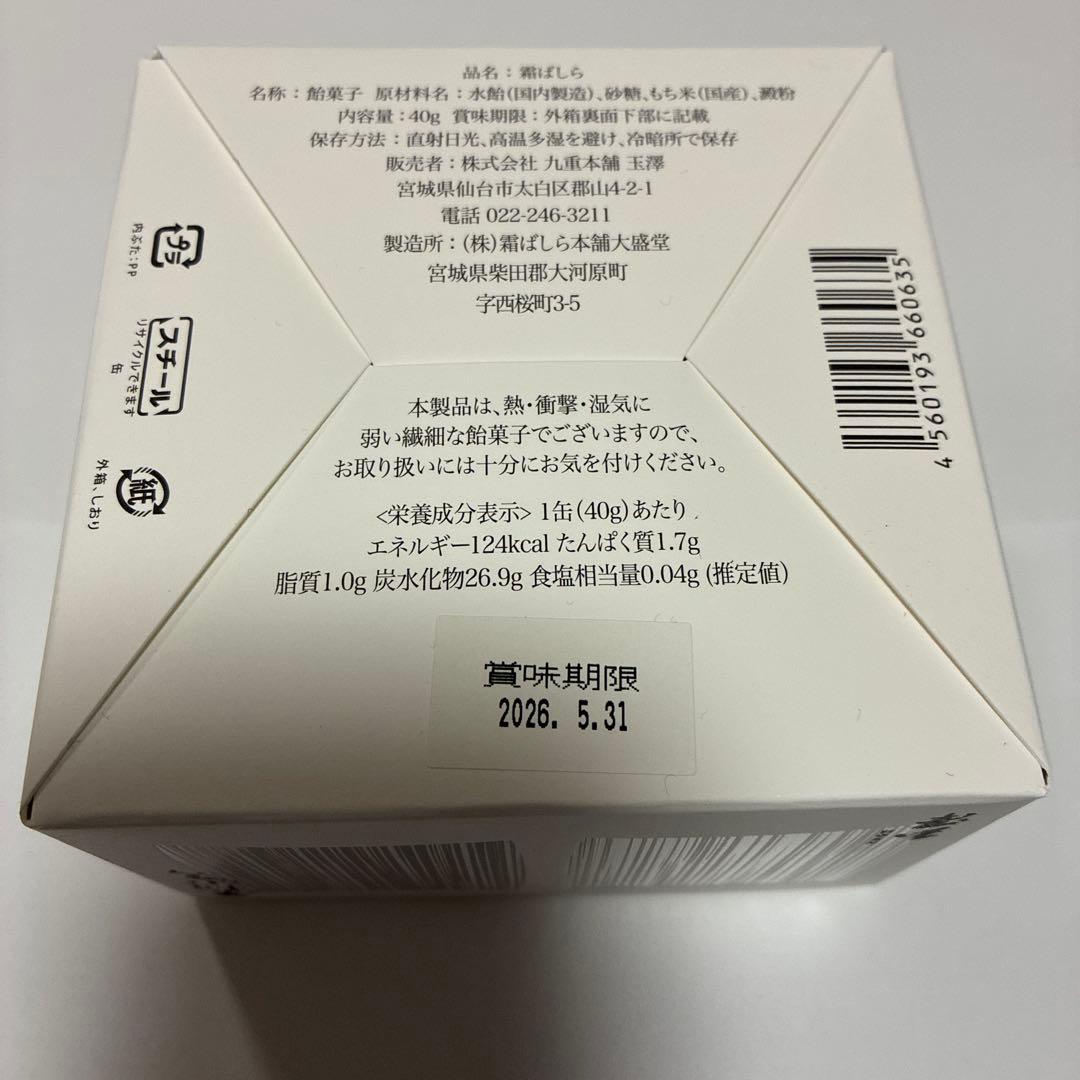 品名：霜ばしら
名称：飴菓子 原材料名：水飴(国内製造)、砂糖、もち米(国産)、澱粉
内容量：40g 賞味期限：外箱裏面下部に記載
保存方法：直射日光、高温多湿を避け、冷暗所で保存
販売者：株式会社 九重本舗 玉澤
宮城県仙台市太白区郡山4-2-1
電話 022-246-3211
製造所：(株)霜ばしら本舗大盛堂
宮城県柴田郡大河原町
字西桜町3-5
プラ
内ぶた：PP
スチール
リサイクルできます
缶
紙
外箱、しおり
4 560193 660635
本製品は、熱・衝撃・湿気に
弱い繊細な飴菓子でございますので、
お取り扱いには十分にお気を付けください。
<栄養成分表示> 1缶(40g)あたり
エネルギー124kcal たんぱく質1.7g
脂質1.0g 炭水化物26.9g 食塩相当量0.04g (推定値)
賞味期限
2026. 5.31